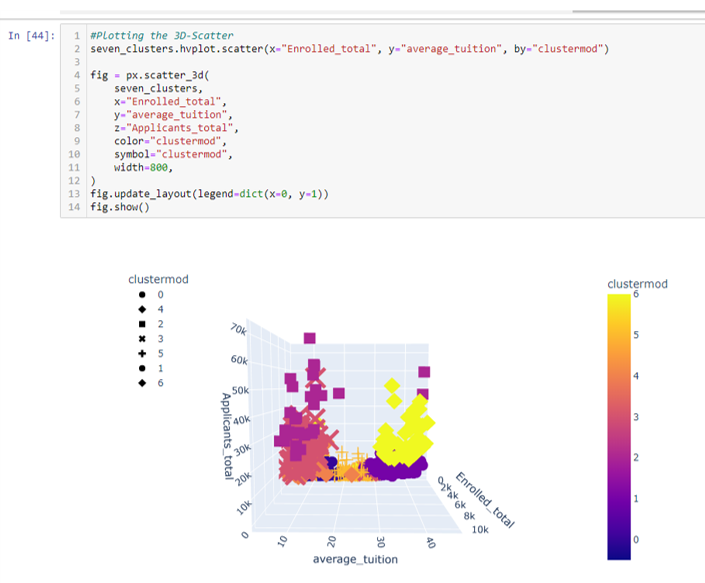 In [44]:
1 #Plotting the 3D-Scatter
2 seven_clusters.hvplot.scatter(x="Enrolled_total", y="average_tuition", by="clustermod")
3
4 fig = px.scatter_3d(
5     seven_clusters,
6     x="Enrolled_total",
7     y="average_tuition",
8     z="Applicants_total",
9     color="clustermod",
10     symbol="clustermod",
11     width=800,
12 )
13 fig.update_layout(legend=dict(x=0, y=1))
14 fig.show()
clustermod
0
4
2
3
5
1
6
70k
60k
50k
40k
30k
20k
10k
0
Applicants_total
10
20
30
40
average_tuition
0
2k
4k
6k
8k
10k
Enrolled_total
clustermod
6
5
4
3
2
1
0